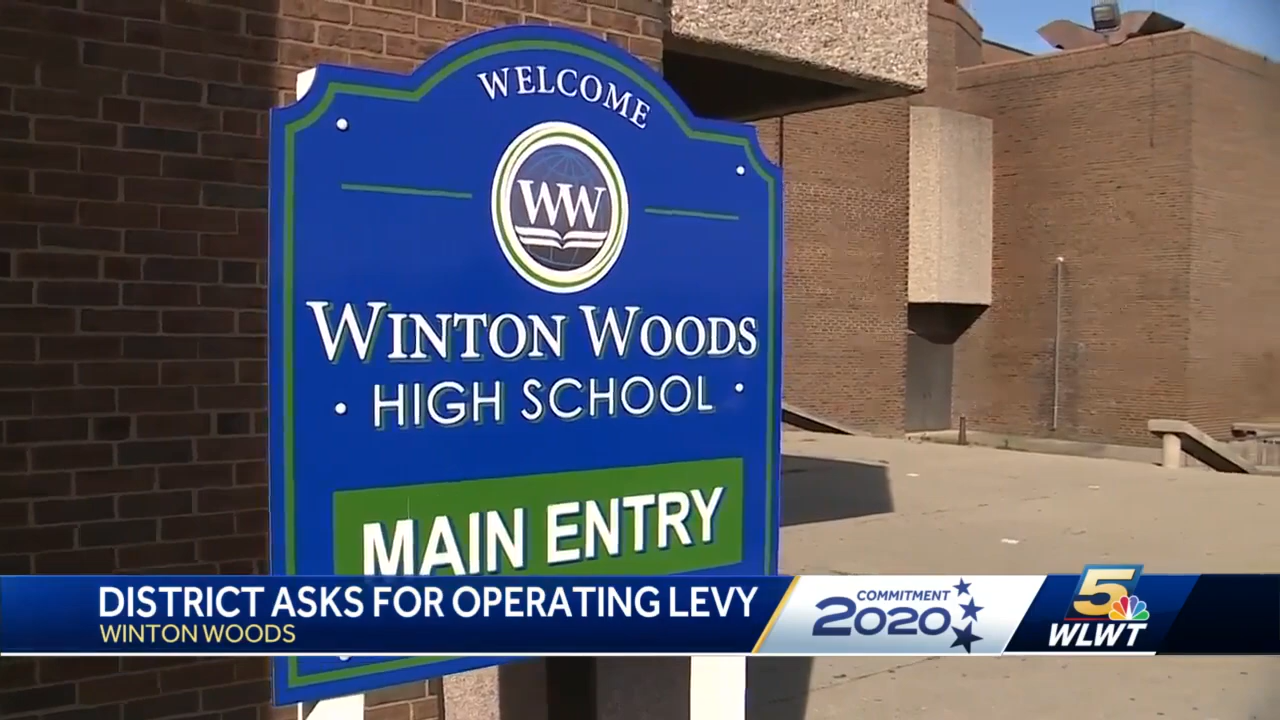 WELCOME
WW
WINTON WOODS
· HIGH SCHOOL ·
MAIN ENTRY
DISTRICT ASKS FOR OPERATING LEVY
WINTON WOODS
COMMITMENT
2020
5
WLWT